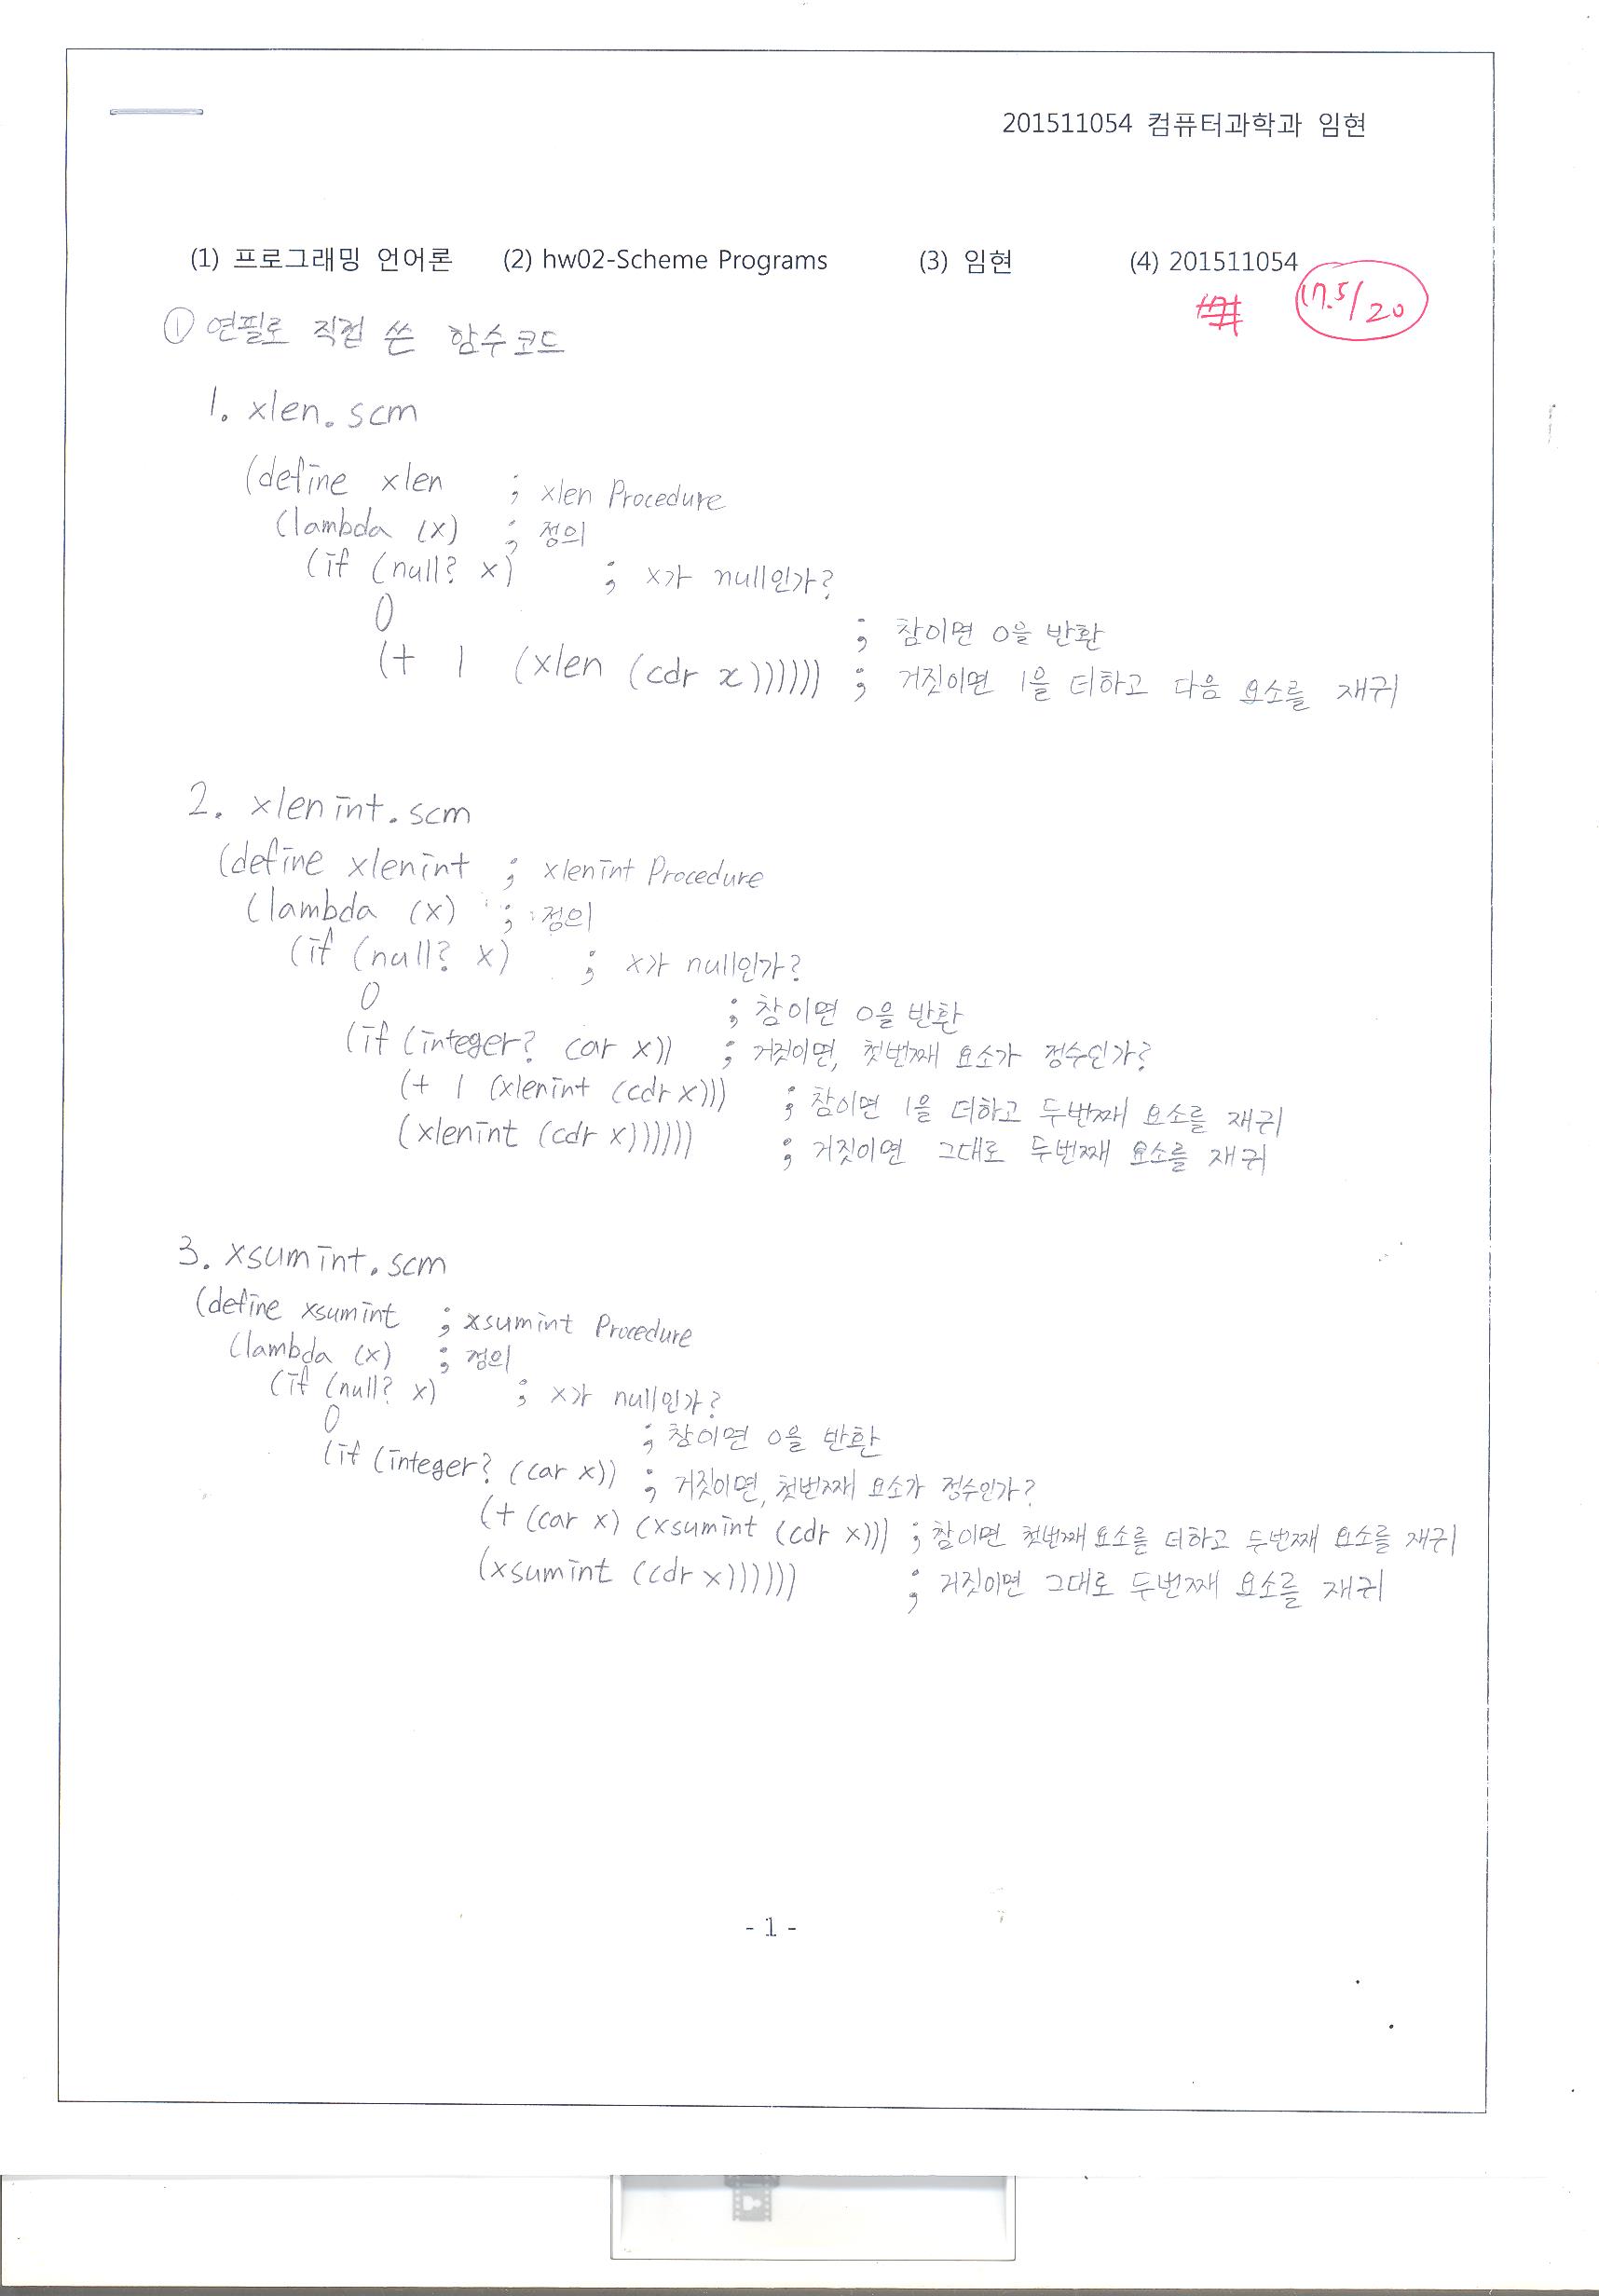 201511054 컴퓨터과학과 임현
(1) 프로그래밍 언어론 (2) hw02-Scheme Programs (3) 임현 (4) 201511054
17.5/20
① 연필로 직접 쓴 함수코드
1. xlen.scm
(define xlen ; xlen Procedure
(lambda (x) ; 정의
(if (null? x) ; x가 null인가?
0 ; 참이면 0을 반환
(+ 1 (xlen (cdr x)))))) ; 거짓이면 1을 더하고 다음 요소를 재귀
2. xlenint.scm
(define xlenint ; xlenint Procedure
(lambda (x) ; 정의
(if (null? x) ; x가 null인가?
0 ; 참이면 0을 반환
(if (integer? car x)) ; 거짓이면, 첫번째 요소가 정수인가?
(+ 1 (xlenint (cdr x))) ; 참이면 1을 더하고 두번째 요소를 재귀
(xlenint (cdr x)))))) ; 거짓이면 그대로 두번째 요소를 재귀
3. xsumint.scm
(define xsumint ; xsumint Procedure
(lambda (x) ; 정의
(if (null? x) ; x가 null인가?
0 ; 참이면 0을 반환
(if (integer? (car x)) ; 거짓이면, 첫번째 요소가 정수인가?
(+ (car x) (xsumint (cdr x))) ; 참이면 첫번째 요소를 더하고 두번째 요소를 재귀
(xsumint (cdr x)))))) ; 거짓이면 그대로 두번째 요소를 재귀
- 1 -